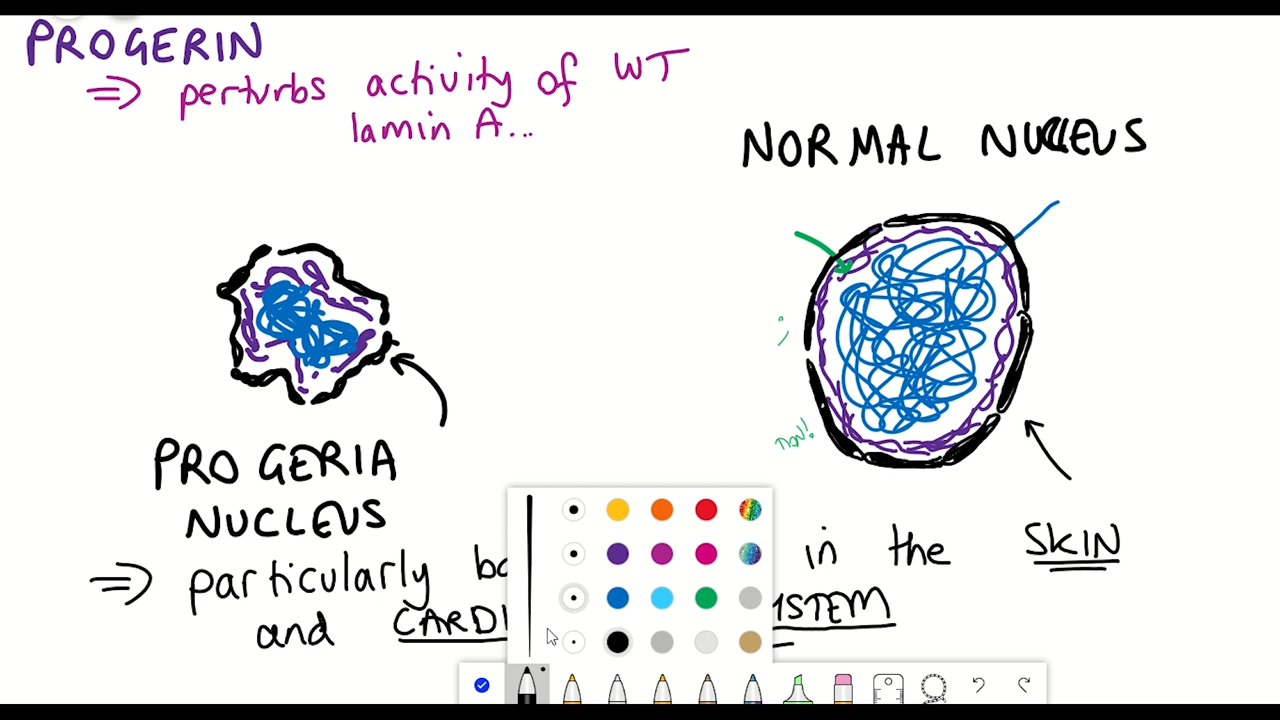 PROGERIN
⇒ perturbs activity of WT
lamin A...
NORMAL NUCLEUS
PROGERIA
NUCLEUS
⇒ particularly in the SKIN
and